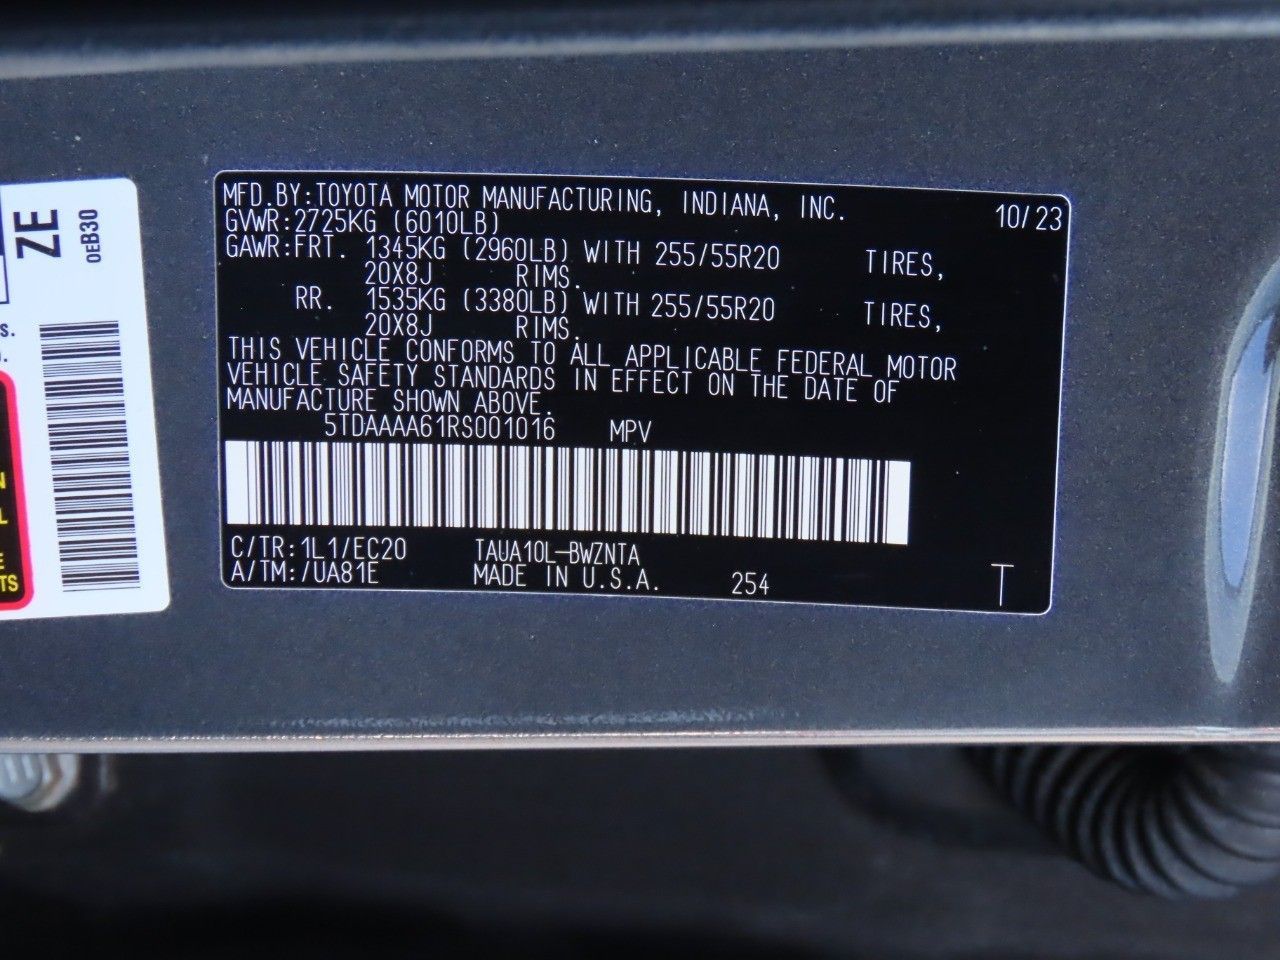 MFD.BY:TOYOTA MOTOR MANUFACTURING, INDIANA, INC. 10/23
GVWR:2725KG (6010LB)
GAWR:FRT. 1345KG (2960LB) WITH 255/55R20 TIRES,
20X8J RIMS.
RR. 1535KG (3380LB) WITH 255/55R20 TIRES,
20X8J RIMS.
THIS VEHICLE CONFORMS TO ALL APPLICABLE FEDERAL MOTOR
VEHICLE SAFETY STANDARDS IN EFFECT ON THE DATE OF
MANUFACTURE SHOWN ABOVE.
5TDAAAA61RS001016 MPV
C/TR:1L1/EC20 TAUA10L-BWZNTA
A/TM:/UA81E MADE IN U.S.A. 254 T
ZE
0EB30
s.
N
L
E
TS